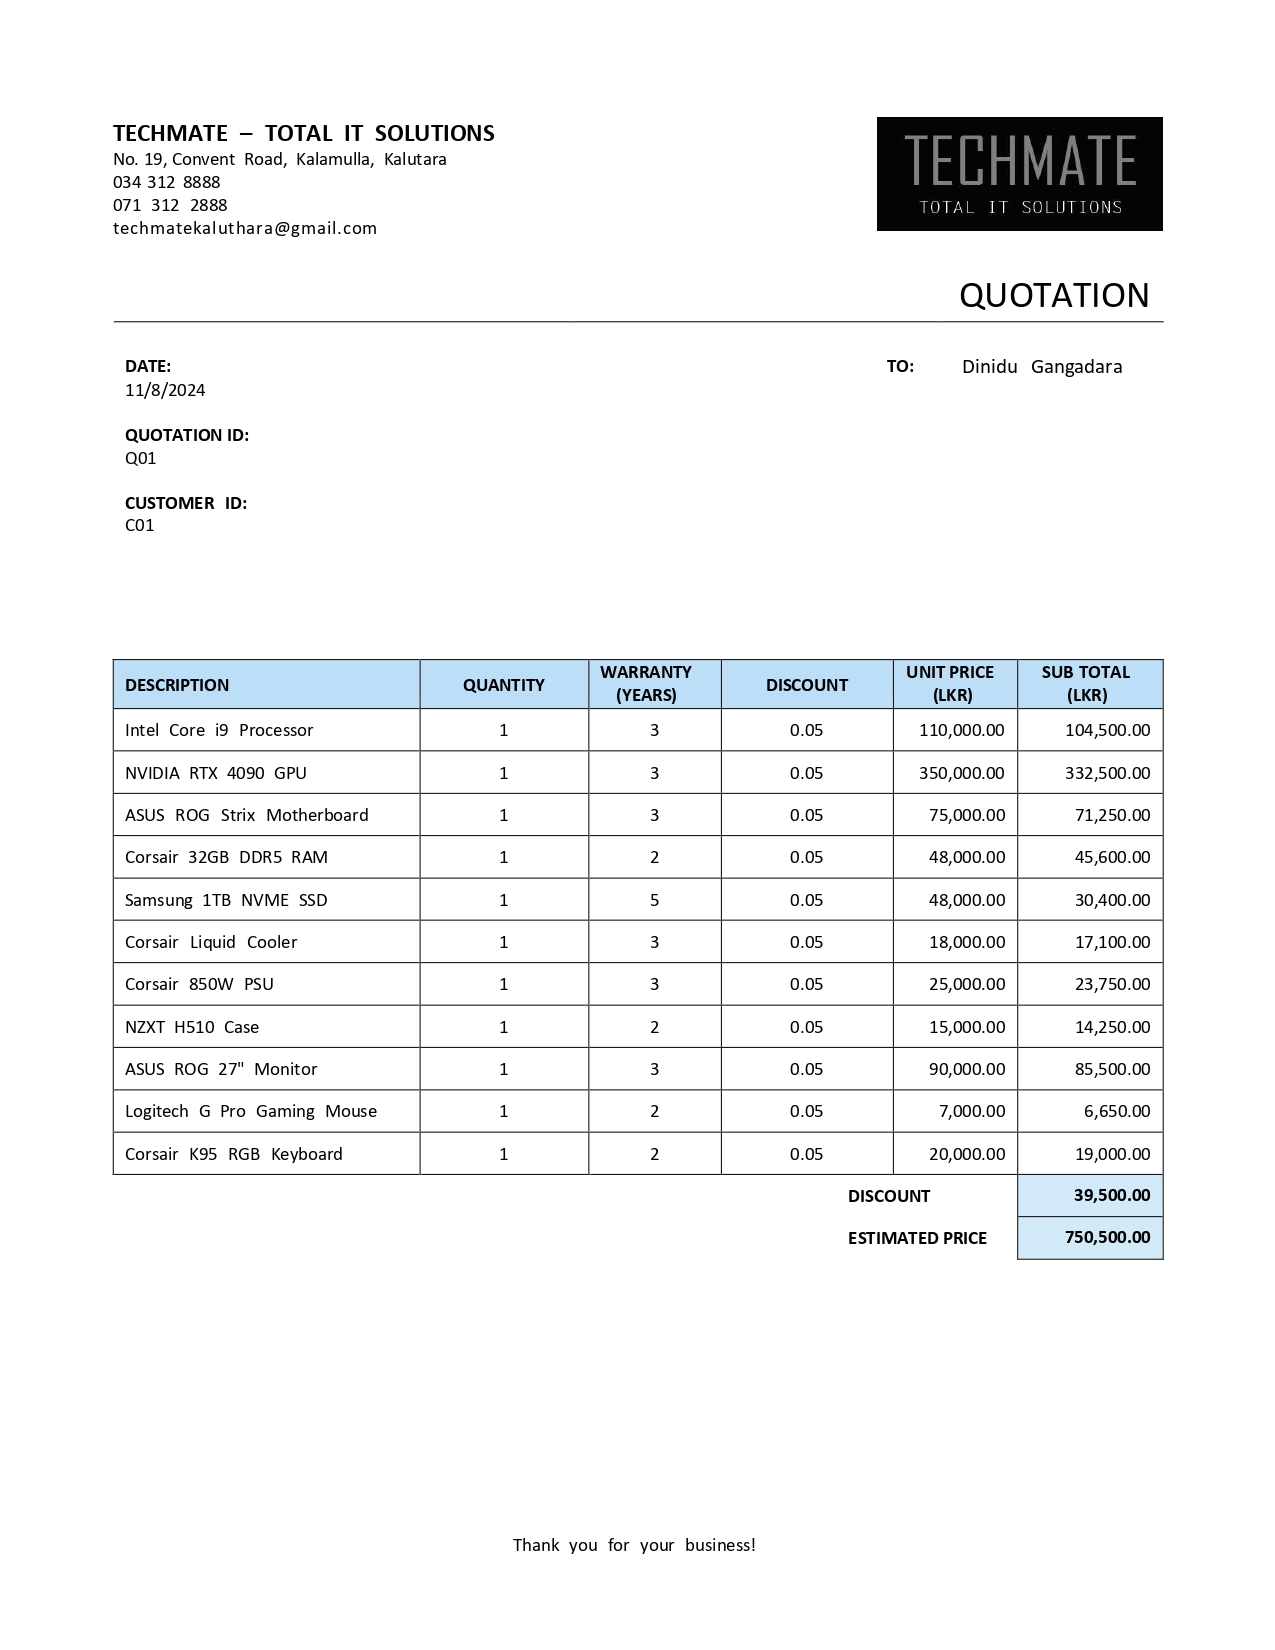 TECHMATE – TOTAL IT SOLUTIONS
No. 19, Convent Road, Kalamulla, Kalutara
034 312 8888
071 312 2888
techmatekaluthara@gmail.com
TECHMATE
TOTAL IT SOLUTIONS
QUOTATION
DATE:
11/8/2024
TO: Dinidu Gangadara
QUOTATION ID:
Q01
CUSTOMER ID:
C01
DESCRIPTION QUANTITY WARRANTY (YEARS) DISCOUNT UNIT PRICE (LKR) SUB TOTAL (LKR)
Intel Core i9 Processor 1 3 0.05 110,000.00 104,500.00
NVIDIA RTX 4090 GPU 1 3 0.05 350,000.00 332,500.00
ASUS ROG Strix Motherboard 1 3 0.05 75,000.00 71,250.00
Corsair 32GB DDR5 RAM 1 2 0.05 48,000.00 45,600.00
Samsung 1TB NVME SSD 1 5 0.05 48,000.00 30,400.00
Corsair Liquid Cooler 1 3 0.05 18,000.00 17,100.00
Corsair 850W PSU 1 3 0.05 25,000.00 23,750.00
NZXT H510 Case 1 2 0.05 15,000.00 14,250.00
ASUS ROG 27" Monitor 1 3 0.05 90,000.00 85,500.00
Logitech G Pro Gaming Mouse 1 2 0.05 7,000.00 6,650.00
Corsair K95 RGB Keyboard 1 2 0.05 20,000.00 19,000.00
DISCOUNT 39,500.00
ESTIMATED PRICE 750,500.00
Thank you for your business!